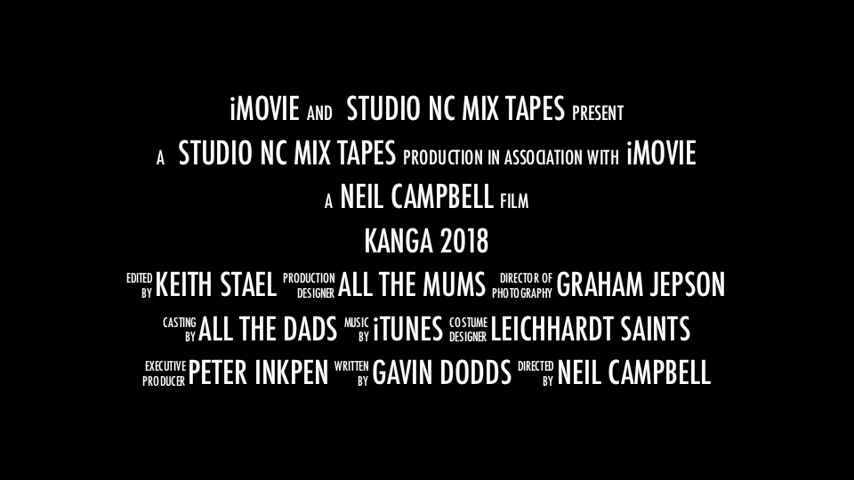 iMOVIE AND STUDIO NC MIX TAPES PRESENT
A STUDIO NC MIX TAPES PRODUCTION IN ASSOCIATION WITH iMOVIE
A NEIL CAMPBELL FILM
KANGA 2018
EDITED BY KEITH STAEL PRODUCTION DESIGNER ALL THE MUMS DIRECTOR OF PHOTOGRAPHY GRAHAM JEPSON
CASTING BY ALL THE DADS MUSIC BY iTUNES COSTUME DESIGNER LEICHHARDT SAINTS
EXECUTIVE PRODUCER PETER INKPEN WRITTEN BY GAVIN DODDS DIRECTED BY NEIL CAMPBELL